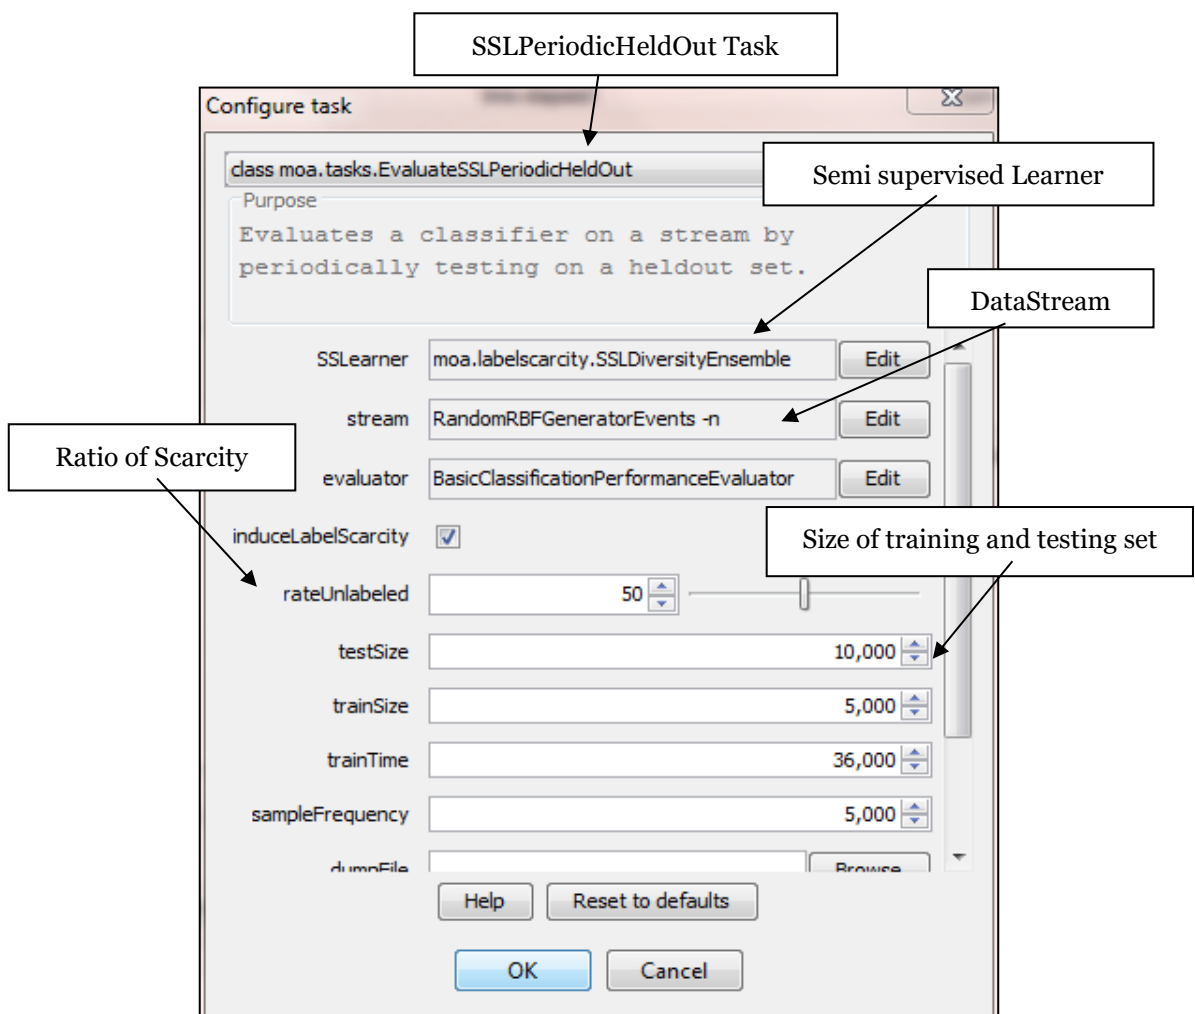 SSLPeriodicHeldOut Task
Configure task
class moa.tasks.EvaluateSSLPeriodicHeldOut
Semi supervised Learner
Purpose
Evaluates a classifier on a stream by
periodically testing on a heldout set.
DataStream
SSLearner moa.labelscarcity.SSLDiversityEnsemble Edit
stream RandomRBFGeneratorEvents -n Edit
Ratio of Scarcity
evaluator BasicClassificationPerformanceEvaluator Edit
induceLabelScarcity
Size of training and testing set
rateUnlabeled 50
testSize 10,000
trainSize 5,000
trainTime 36,000
sampleFrequency 5,000
dumpFile Browse
Help Reset to defaults
OK Cancel